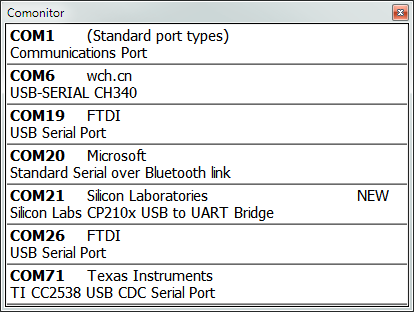 Comonitor
COM1 (Standard port types)
Communications Port
COM6 wch.cn
USB-SERIAL CH340
COM19 FTDI
USB Serial Port
COM20 Microsoft
Standard Serial over Bluetooth link
COM21 Silicon Laboratories NEW
Silicon Labs CP210x USB to UART Bridge
COM26 FTDI
USB Serial Port
COM71 Texas Instruments
TI CC2538 USB CDC Serial Port